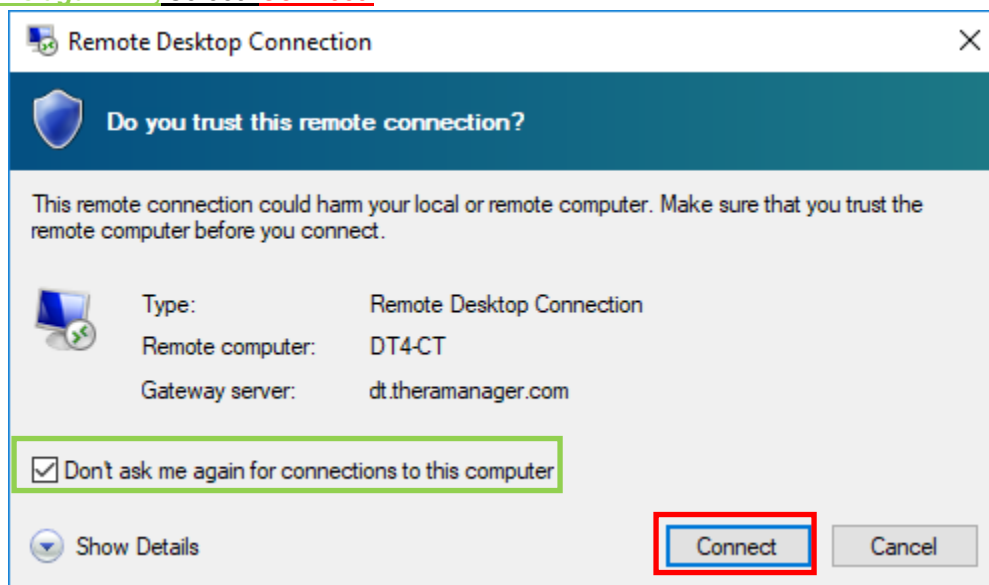 Remote Desktop Connection
Do you trust this remote connection?
This remote connection could harm your local or remote computer. Make sure that you trust the
remote computer before you connect.
Type: Remote Desktop Connection
Remote computer: DT4-CT
Gateway server: dt.theramanager.com
Don't ask me again for connections to this computer
Show Details Connect Cancel